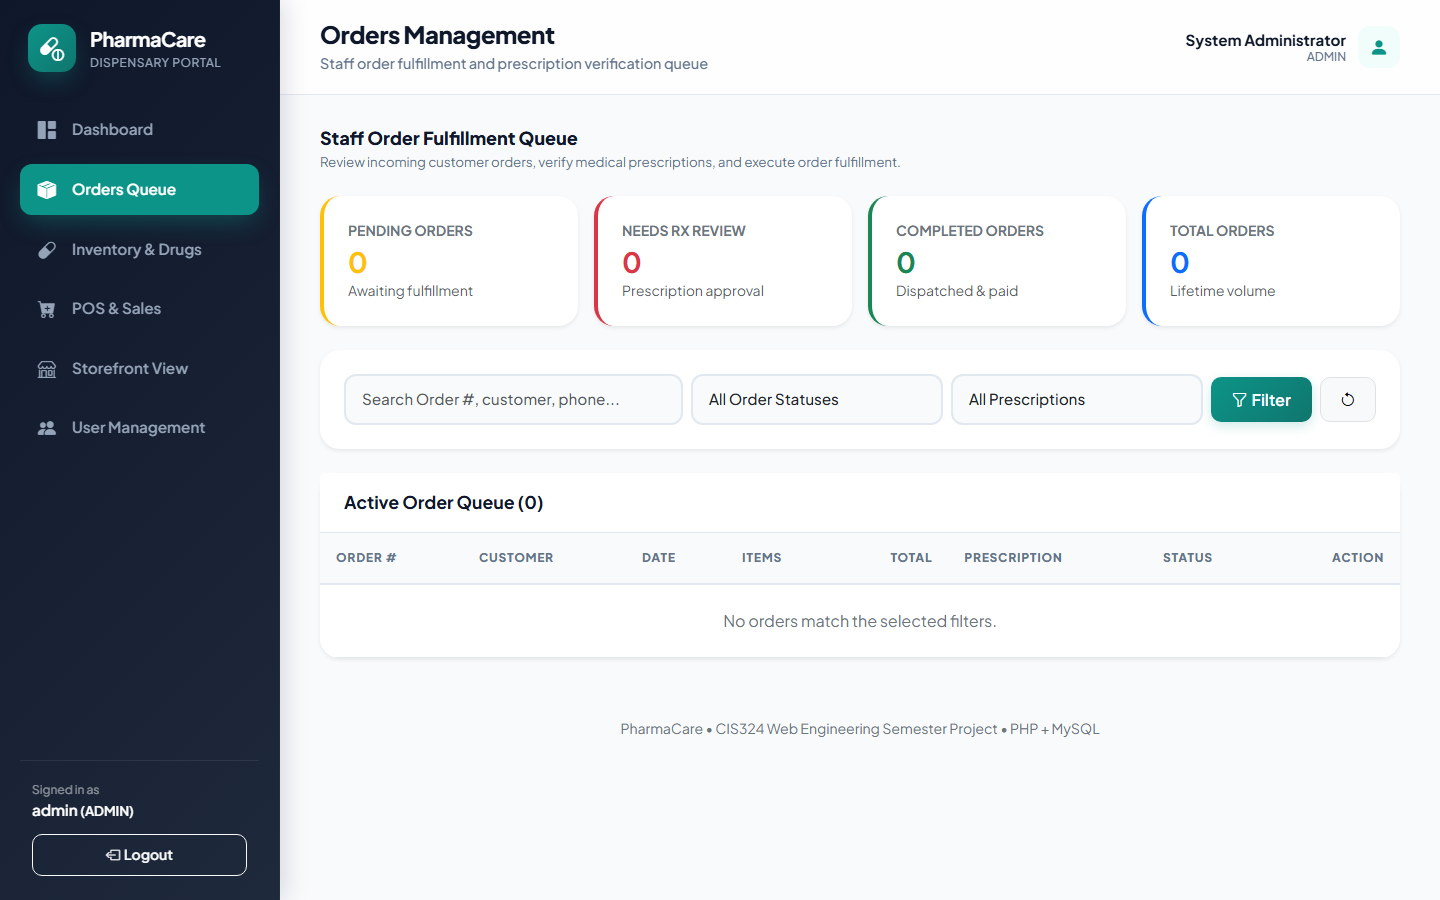 PharmaCare
DISPENSARY PORTAL
Dashboard
Orders Queue
Inventory & Drugs
POS & Sales
Storefront View
User Management
Signed in as
admin (ADMIN)
Logout
Orders Management
Staff order fulfillment and prescription verification queue
System Administrator
ADMIN
Staff Order Fulfillment Queue
Review incoming customer orders, verify medical prescriptions, and execute order fulfillment.
PENDING ORDERS
0
Awaiting fulfillment
NEEDS RX REVIEW
0
Prescription approval
COMPLETED ORDERS
0
Dispatched & paid
TOTAL ORDERS
0
Lifetime volume
Search Order #, customer, phone... All Order Statuses All Prescriptions Filter
Active Order Queue (0)
ORDER # CUSTOMER DATE ITEMS TOTAL PRESCRIPTION STATUS ACTION
No orders match the selected filters.
PharmaCare • CIS324 Web Engineering Semester Project • PHP + MySQL